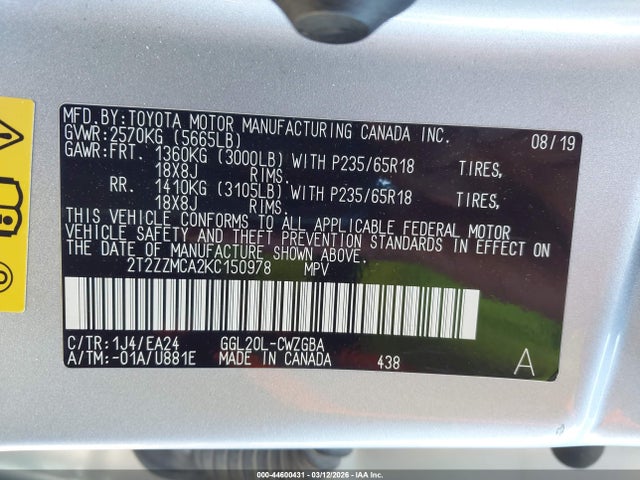 MFD.BY:TOYOTA MOTOR MANUFACTURING CANADA INC. 08/19
GVWR:2570KG (5665LB)
GAWR:FRT. 1360KG (3000LB) WITH P235/65R18 TIRES,
18X8J RIMS.
RR. 1410KG (3105LB) WITH P235/65R18 TIRES,
18X8J RIMS.
THIS VEHICLE CONFORMS TO ALL APPLICABLE FEDERAL MOTOR
VEHICLE SAFETY AND THEFT PREVENTION STANDARDS IN EFFECT ON
THE DATE OF MANUFACTURE SHOWN ABOVE.
2T2ZZMCA2KC150978 MPV
C/TR:1J4/EA24 GGL20L-CWZGBA
A/TM:-01A/U881E MADE IN CANADA 438 A
000-44600431 - 03/12/2026 - IAA